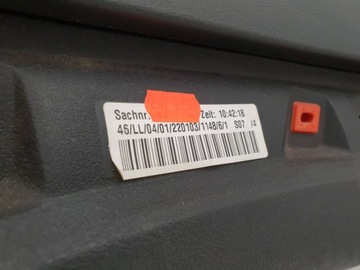 Sachnr. Zeit: 10:42:18
45/LL/04/01/220103/1148/6/1 S07 /4